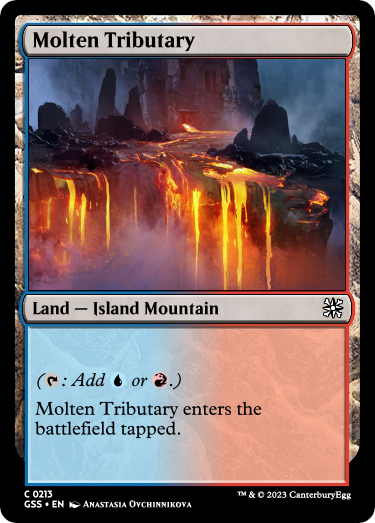 Molten Tributary
Land — Island Mountain
(: Add or .)
Molten Tributary enters the
battlefield tapped.
C 0213
GSS • EN Anastasia Ovchinnikova
™ & © 2023 CanterburyEgg